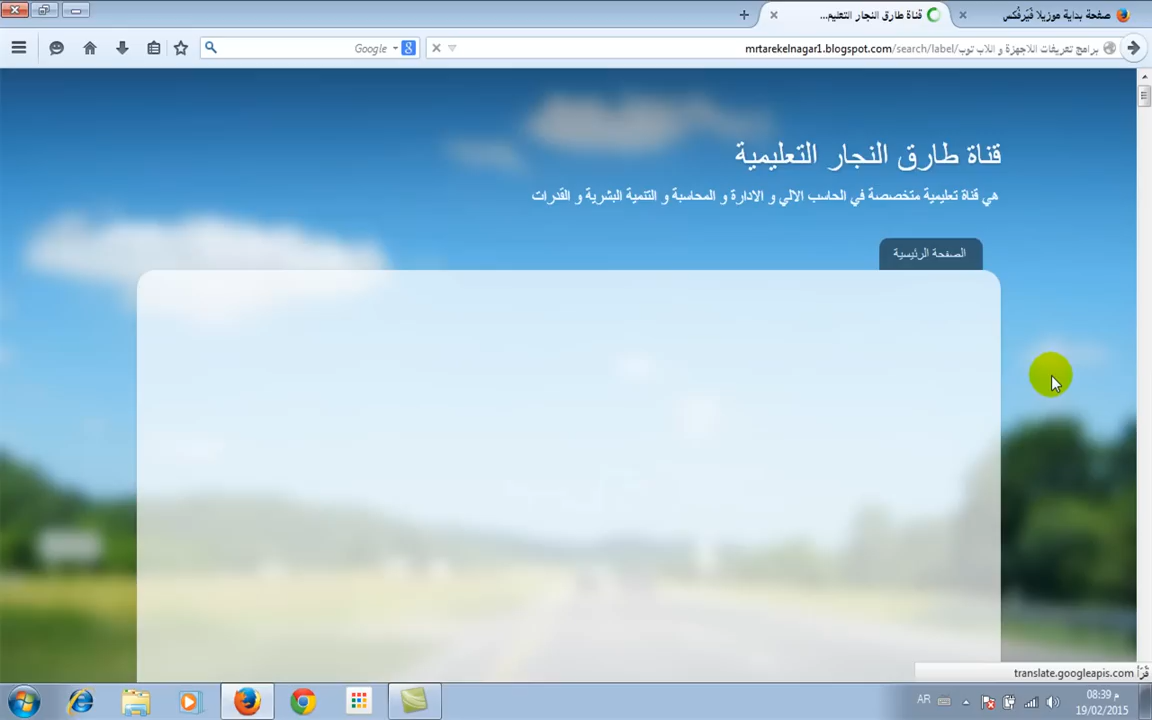 صفحة بداية موزيلا فَيَرفُكس
قناة طارق النجار التعليم...
mrtarekelnagar1.blogspot.com/search/label/برامج تعريفات اللاجهزة و اللاب توب
Google
قناة طارق النجار التعليمية
هي قناة تعليمية متخصصة في الحاسب الالي و الادارة و المحاسبة و التنمية البشرية و القدرات
الصفحة الرئيسية
translate.googleapis.com
AR
08:39 م
19/02/2015